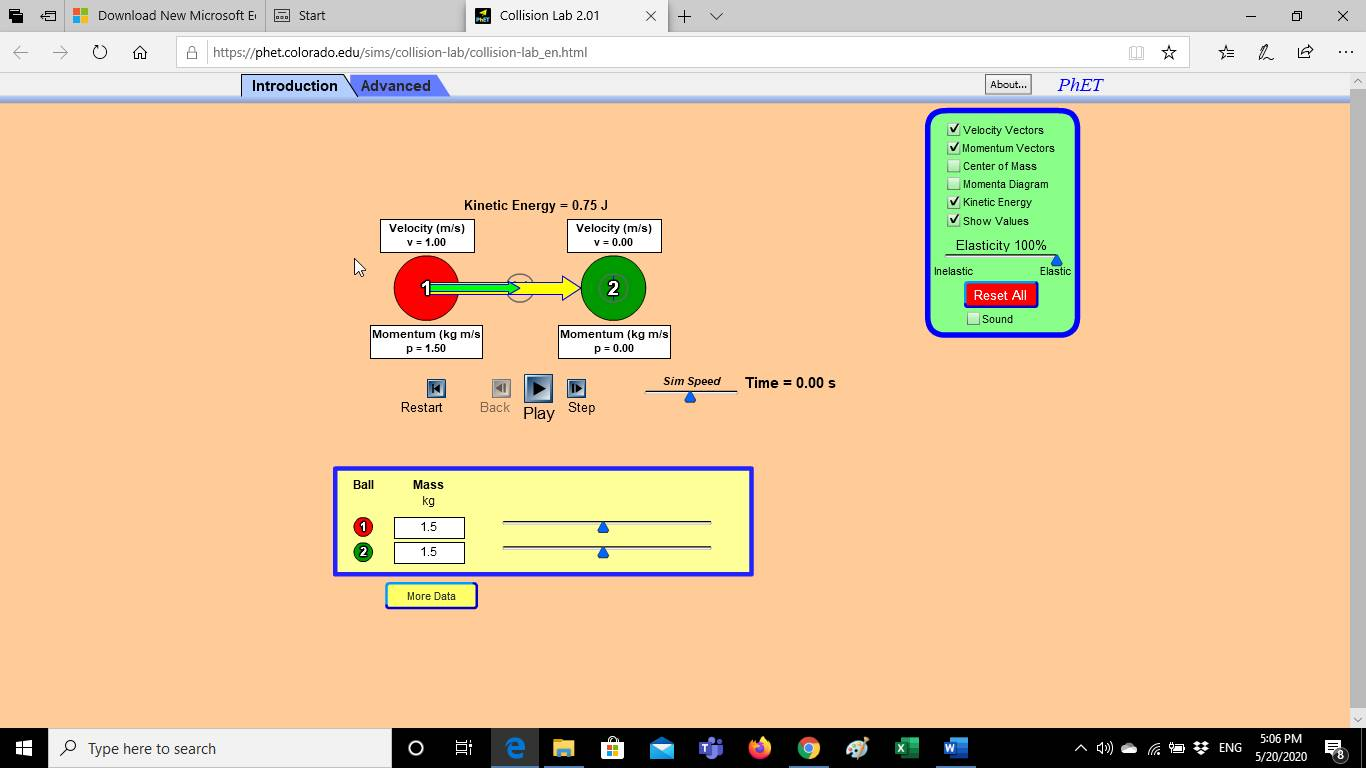 Download New Microsoft Ed
Start
Collision Lab 2.01
https://phet.colorado.edu/sims/collision-lab/collision-lab_en.html
Introduction
Advanced
About...
PhET
Velocity Vectors
Momentum Vectors
Center of Mass
Momenta Diagram
Kinetic Energy
Show Values
Elasticity 100%
Inelastic
Elastic
Reset All
Sound
Kinetic Energy = 0.75 J
Velocity (m/s)
v = 1.00
Velocity (m/s)
v = 0.00
1
2
Momentum (kg m/s
p = 1.50
Momentum (kg m/s
p = 0.00
Restart
Back
Play
Step
Sim Speed
Time = 0.00 s
Ball
Mass
kg
1
1.5
2
1.5
More Data
Type here to search
ENG
5:06 PM
5/20/2020
8